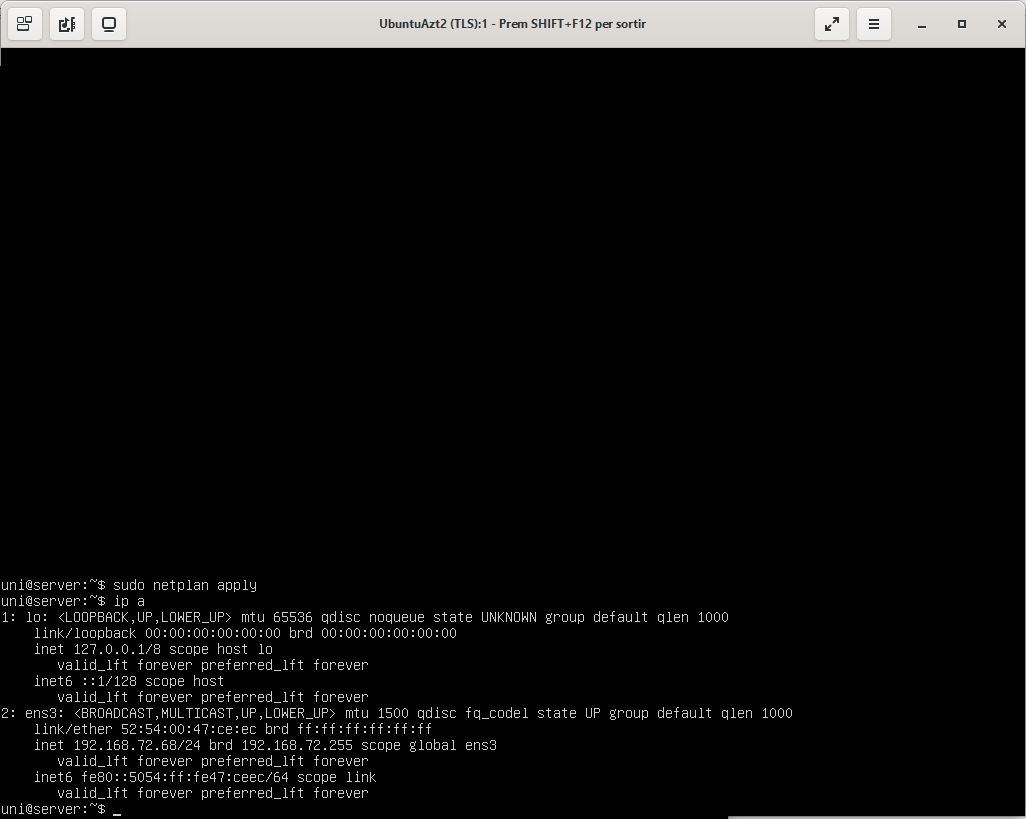 UbuntuAzt2 (TLS):1 - Prem SHIFT+F12 per sortir
uni@server:~$ sudo netplan apply
uni@server:~$ ip a
1: lo: <LOOPBACK,UP,LOWER_UP> mtu 65536 qdisc noqueue state UNKNOWN group default qlen 1000
    link/loopback 00:00:00:00:00:00 brd 00:00:00:00:00:00
    inet 127.0.0.1/8 scope host lo
       valid_lft forever preferred_lft forever
    inet6 ::1/128 scope host
       valid_lft forever preferred_lft forever
2: ens3: <BROADCAST,MULTICAST,UP,LOWER_UP> mtu 1500 qdisc fq_codel state UP group default qlen 1000
    link/ether 52:54:00:47:ce:ec brd ff:ff:ff:ff:ff:ff
    inet 192.168.72.68/24 brd 192.168.72.255 scope global ens3
       valid_lft forever preferred_lft forever
    inet6 fe80::5054:ff:fe47:ceec/64 scope link
       valid_lft forever preferred_lft forever
uni@server:~$ _